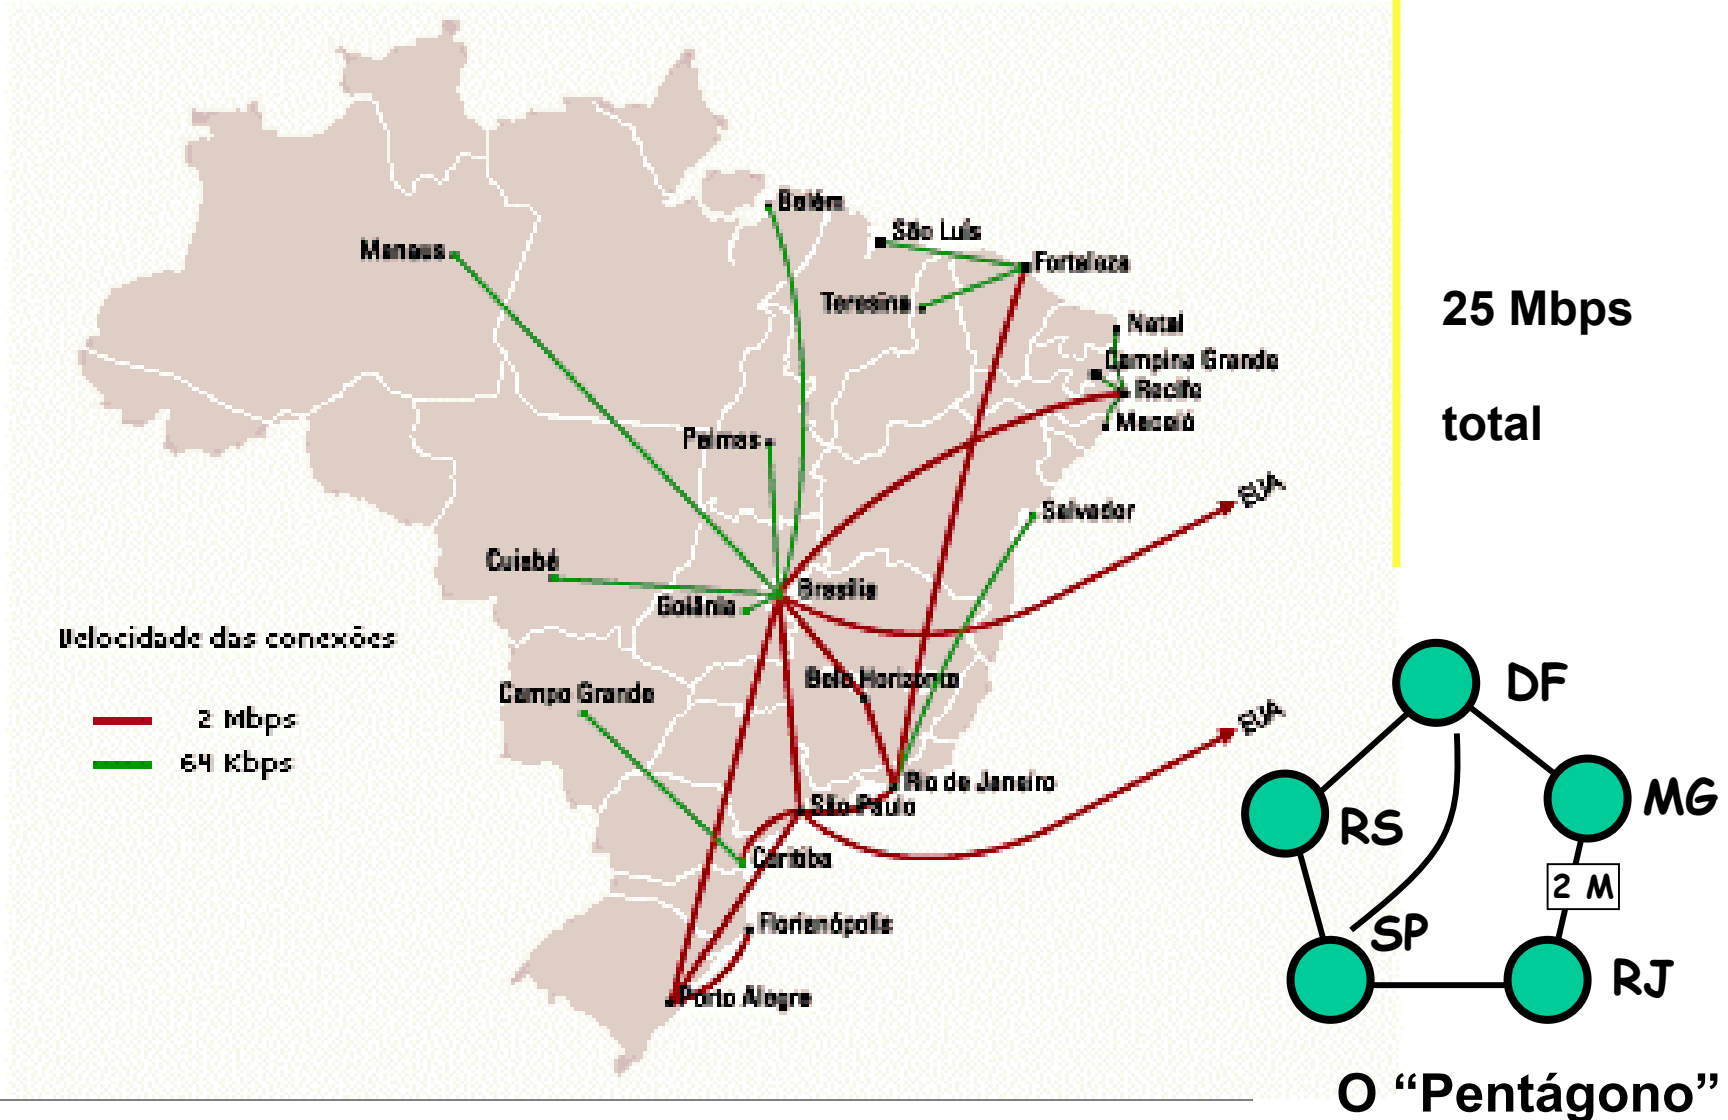 Belém
São Luís
Manaus
Fortaleza
Teresina
Natal
Campina Grande
Recife
Maceió
Palmas
EUA
Salvador
Cuiabá
Brasília
Goiânia
Velocidade das conexões
Belo Horizonte
Campo Grande
2 Mbps
EUA
64 Kbps
Rio de Janeiro
São Paulo
Curitiba
Florianópolis
Porto Alegre
25 Mbps
total
DF
MG
RS
2 M
SP
RJ
O “Pentágono”